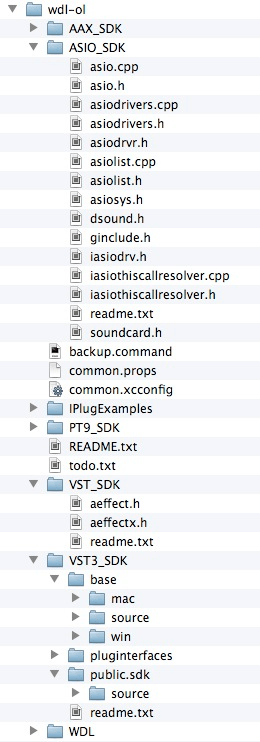 wdl-ol
AAX_SDK
ASIO_SDK
asio.cpp
asio.h
asiodrivers.cpp
asiodrivers.h
asiodrvr.h
asiolist.cpp
asiolist.h
asiosys.h
dsound.h
ginclude.h
iasiodrv.h
iasiothiscallresolver.cpp
iasiothiscallresolver.h
readme.txt
soundcard.h
backup.command
common.props
common.xcconfig
IPlugExamples
PT9_SDK
README.txt
todo.txt
VST_SDK
aeffect.h
aeffectx.h
readme.txt
VST3_SDK
base
mac
source
win
pluginterfaces
public.sdk
source
readme.txt
WDL